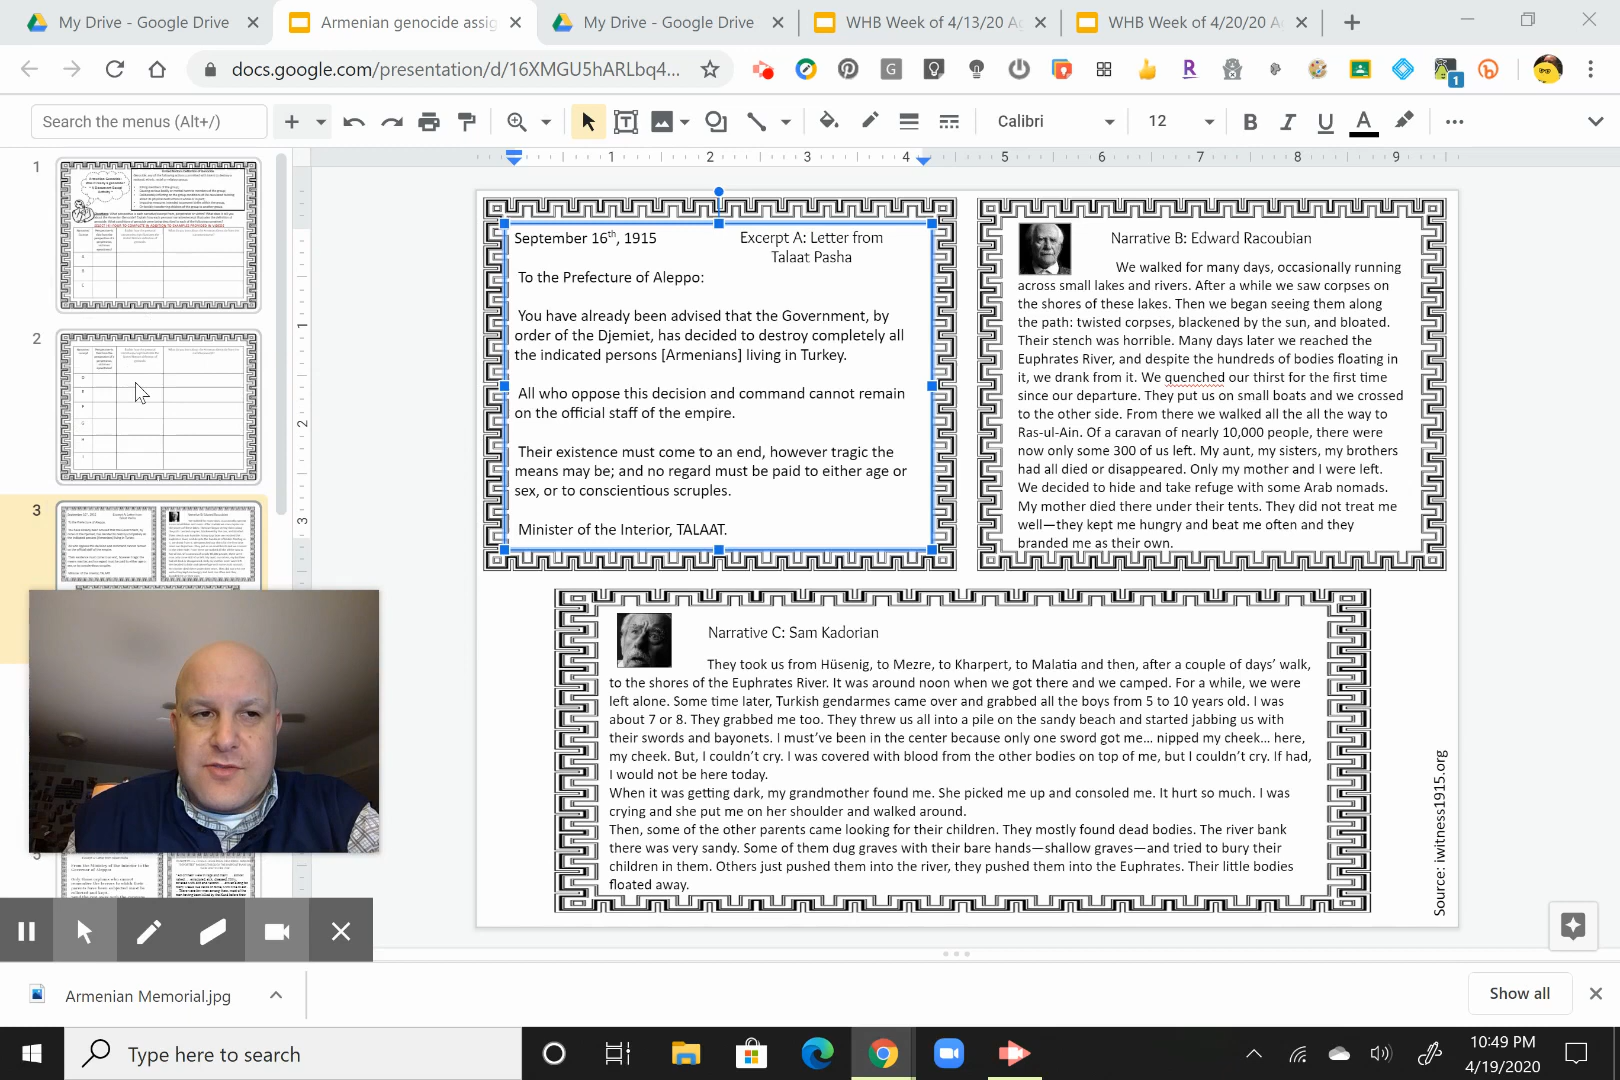 My Drive - Google Drive
Armenian genocide assig
My Drive - Google Drive
WHB Week of 4/13/20 A
WHB Week of 4/20/20 A
docs.google.com/presentation/d/16XMGU5hARLbq4...
Search the menus (Alt+/)
Calibri
12
1
2
3
September 16th, 1915
Excerpt A: Letter from
Talaat Pasha
To the Prefecture of Aleppo:
You have already been advised that the Government, by
order of the Djemiet, has decided to destroy completely all
the indicated persons [Armenians] living in Turkey.
All who oppose this decision and command cannot remain
on the official staff of the empire.
Their existence must come to an end, however tragic the
means may be; and no regard must be paid to either age or
sex, or to conscientious scruples.
Minister of the Interior, TALAAT.
Narrative B: Edward Racoubian
We walked for many days, occasionally running
across small lakes and rivers. After a while we saw corpses on
the shores of these lakes. Then we began seeing them along
the path: twisted corpses, blackened by the sun, and bloated.
Their stench was horrible. Many days later we reached the
Euphrates River, and despite the hundreds of bodies floating in
it, we drank from it. We quenched our thirst for the first time
since our departure. They put us on small boats and we crossed
to the other side. From there we walked all the all the way to
Ras-ul-Ain. Of a caravan of nearly 10,000 people, there were
now only some 300 of us left. My aunt, my sisters, my brothers
had all died or disappeared. Only my mother and I were left.
We decided to hide and take refuge with some Arab nomads.
My mother died there under their tents. They did not treat me
well—they kept me hungry and beat me often and they
branded me as their own.
Narrative C: Sam Kadorian
They took us from Hüsenig, to Mezre, to Kharpert, to Malatia and then, after a couple of days' walk,
to the shores of the Euphrates River. It was around noon when we got there and we camped. For a while, we were
left alone. Some time later, Turkish gendarmes came over and grabbed all the boys from 5 to 10 years old. I was
about 7 or 8. They grabbed me too. They threw us all into a pile on the sandy beach and started jabbing us with
their swords and bayonets. I must've been in the center because only one sword got me... nipped my cheek... here,
my cheek. But, I couldn't cry. I was covered with blood from the other bodies on top of me, but I couldn't cry. If had,
I would not be here today.
When it was getting dark, my grandmother found me. She picked me up and consoled me. It hurt so much. I was
crying and she put me on her shoulder and walked around.
Then, some of the other parents came looking for their children. They mostly found dead bodies. The river bank
there was very sandy. Some of them dug graves with their bare hands—shallow graves—and tried to bury their
children in them. Others just pushed them into the river, they pushed them into the Euphrates. Their little bodies
floated away.
Source: iwitness1915.org
Armenian Memorial.jpg
Show all
Type here to search
10:49 PM
4/19/2020